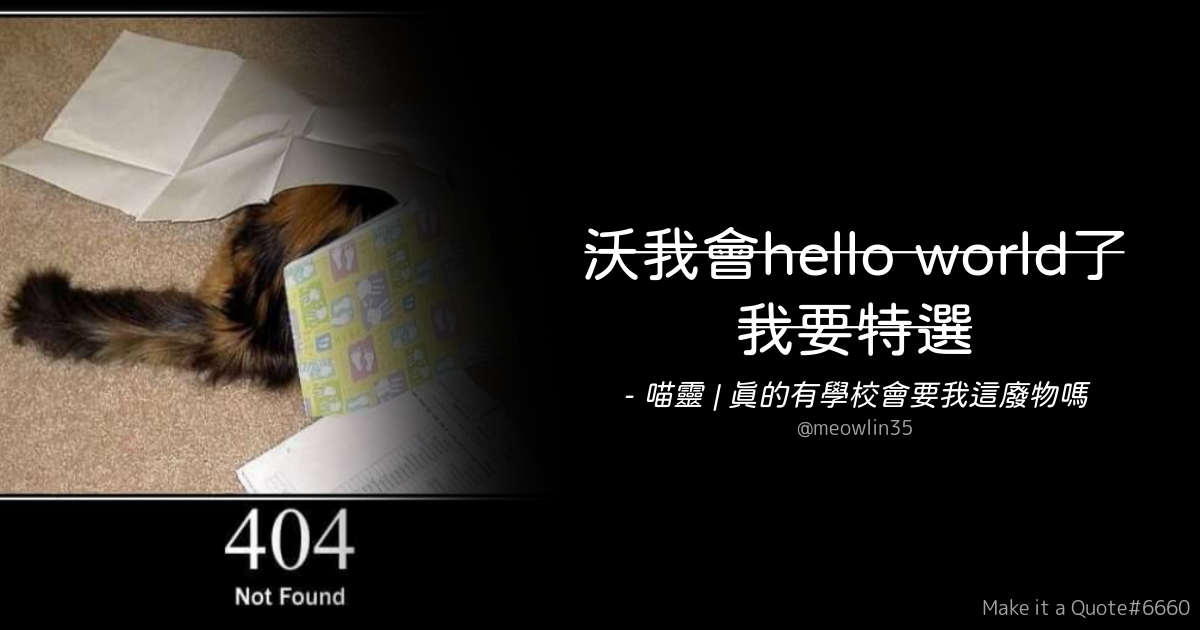 沃我會hello world了
我要特選
- 喵靈 | 真的有學校會要我這廢物嗎
@meowlin35
404
Not Found
Make it a Quote#6660